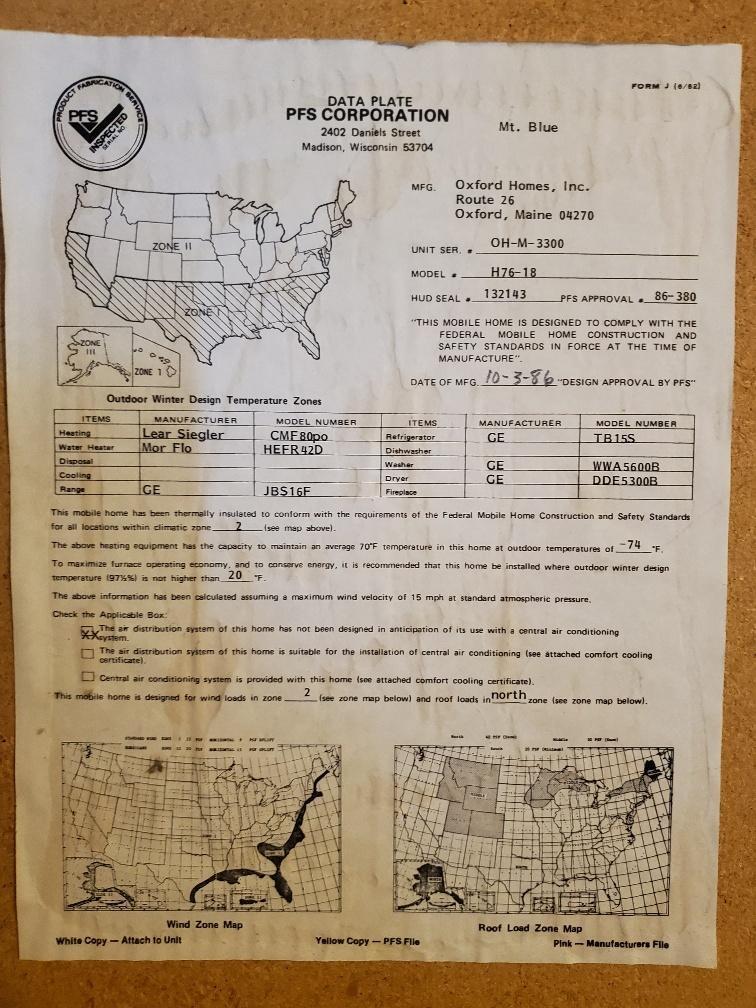 FORM J (6/82)
PRODUCT FABRICATION SERVICE
PFS
INSPECTED
SERIAL NO.
DATA PLATE
PFS CORPORATION
2402 Daniels Street
Madison, Wisconsin 53704
Mt. Blue
MFG. Oxford Homes, Inc.
Route 26
Oxford, Maine 04270
UNIT SER. # OH-M-3300
MODEL # H76-18
HUD SEAL # 132143 PFS APPROVAL # 86-380
"THIS MOBILE HOME IS DESIGNED TO COMPLY WITH THE
FEDERAL MOBILE HOME CONSTRUCTION AND
SAFETY STANDARDS IN FORCE AT THE TIME OF
MANUFACTURE".
DATE OF MFG. 10-3-86 "DESIGN APPROVAL BY PFS"
ZONE II
ZONE I
ZONE III
ZONE 1
Outdoor Winter Design Temperature Zones
ITEMS MANUFACTURER MODEL NUMBER ITEMS MANUFACTURER MODEL NUMBER
Heating Lear Siegler CMF80po Refrigerator GE TB15S
Water Heater Mor Flo HEFR42D Dishwasher
Disposal Washer GE WWA5600B
Cooling Dryer GE DDE5300B
Range GE JBS16F Fireplace
This mobile home has been thermally insulated to conform with the requirements of the Federal Mobile Home Construction and Safety Standards
for all locations within climatic zone 2 (see map above).
The above heating equipment has the capacity to maintain an average 70°F temperature in this home at outdoor temperatures of -74 °F.
To maximize furnace operating economy, and to conserve energy, it is recommended that this home be installed where outdoor winter design
temperature (97½%) is not higher than 20 °F.
The above information has been calculated assuming a maximum wind velocity of 15 mph at standard atmospheric pressure.
Check the Applicable Box:
XX The air distribution system of this home has not been designed in anticipation of its use with a central air conditioning
system.
The air distribution system of this home is suitable for the installation of central air conditioning (see attached comfort cooling
certificate).
Central air conditioning system is provided with this home (see attached comfort cooling certificate).
This mobile home is designed for wind loads in zone 2 (see zone map below) and roof loads in north zone (see zone map below).
Wind Zone Map
Roof Load Zone Map
White Copy — Attach to Unit Yellow Copy — PFS File Pink — Manufacturers File